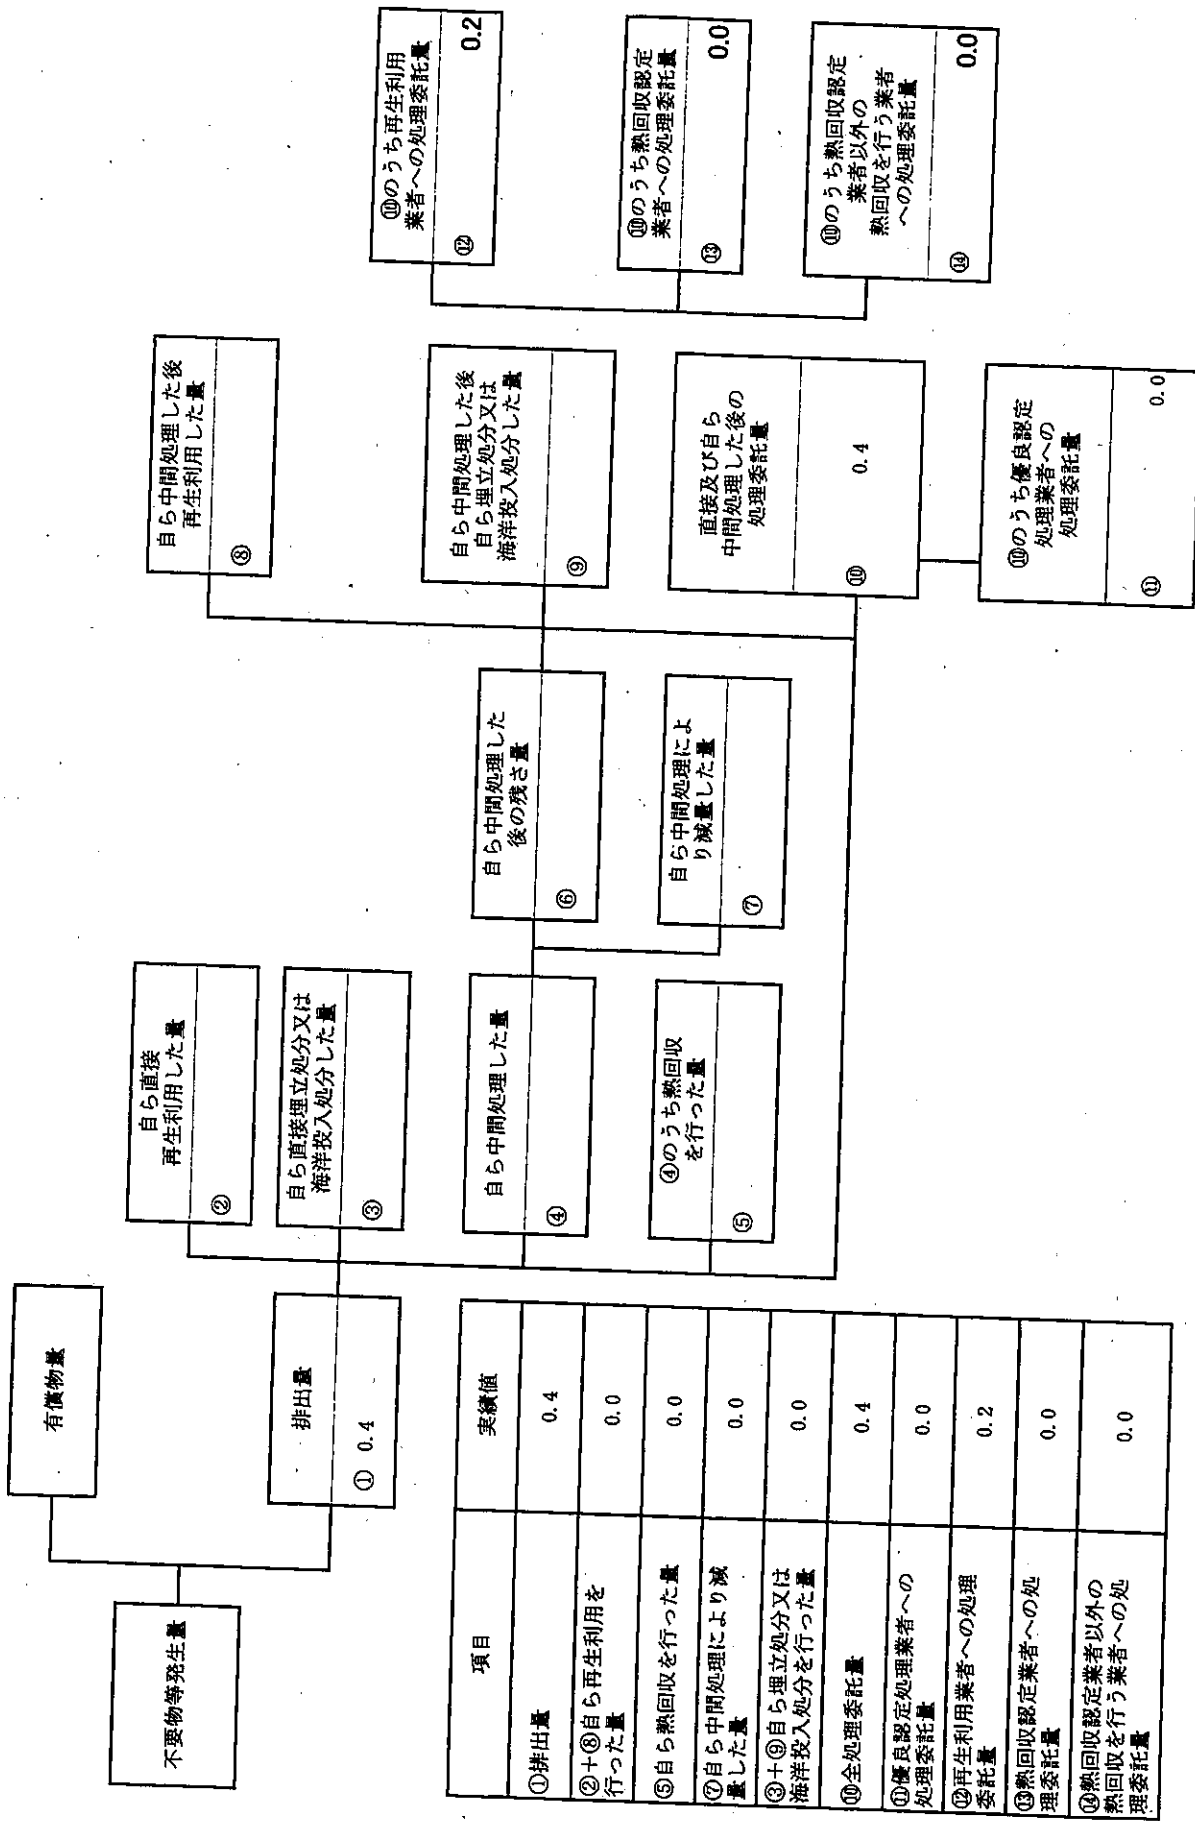 不要物等発生量
有償物量
排出量
① 0.4
自ら直接
再生利用した量
②
自ら直接埋立処分又は
海洋投入処分した量
③
自ら中間処理した量
④
④のうち熱回収
を行った量
⑤
自ら中間処理した
後の残さ量
⑥
自ら中間処理によ
り減量した量
⑦
自ら中間処理した後
再生利用した量
⑧
自ら中間処理した後
自ら埋立処分又は
海洋投入処分した量
⑨
直接及び自ら
中間処理した後の
処理委託量
⑩ 0.4
⑩のうち優良認定
処理業者への
処理委託量
⑪ 0.0
⑩のうち再生利用
業者への処理委託量
⑫ 0.2
⑩のうち熱回収認定
業者への処理委託量
⑬ 0.0
⑩のうち熱回収認定
業者以外の
熱回収を行う業者
への処理委託量
⑭ 0.0
項目 実績値
①排出量 0.4
②+⑧自ら再生利用を
行った量 0.0
⑤自ら熱回収を行った量 0.0
⑦自ら中間処理により減
量した量 0.0
③+⑨自ら埋立処分又は
海洋投入処分を行った量 0.0
⑩全処理委託量 0.4
⑪優良認定処理業者への
処理委託量 0.0
⑫再生利用業者への処理
委託量 0.2
⑬熱回収認定業者への処
理委託量 0.0
⑭熱回収認定業者以外の
熱回収を行う業者への処
理委託量 0.0